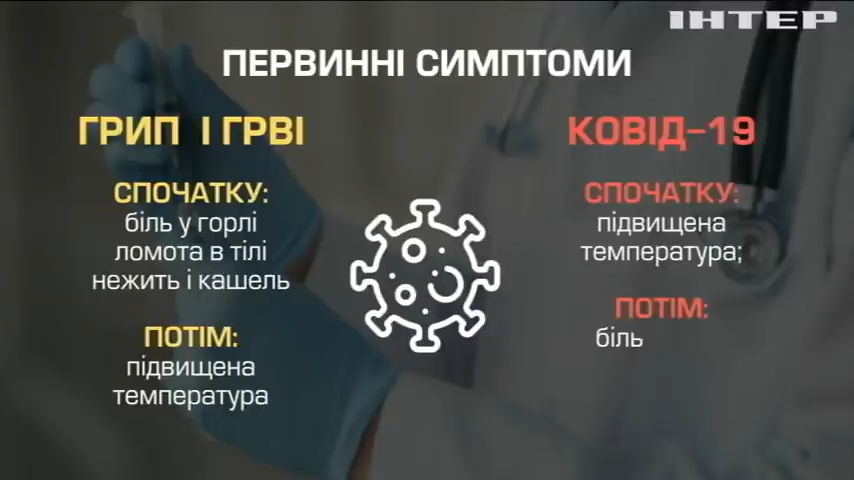 ІНТЕР
ПЕРВИННІ СИМПТОМИ
ГРИП І ГРВІ
СПОЧАТКУ:
біль у горлі
ломота в тілі
нежить і кашель
ПОТІМ:
підвищена
температура
КОВІД-19
СПОЧАТКУ:
підвищена
температура;
ПОТІМ:
біль